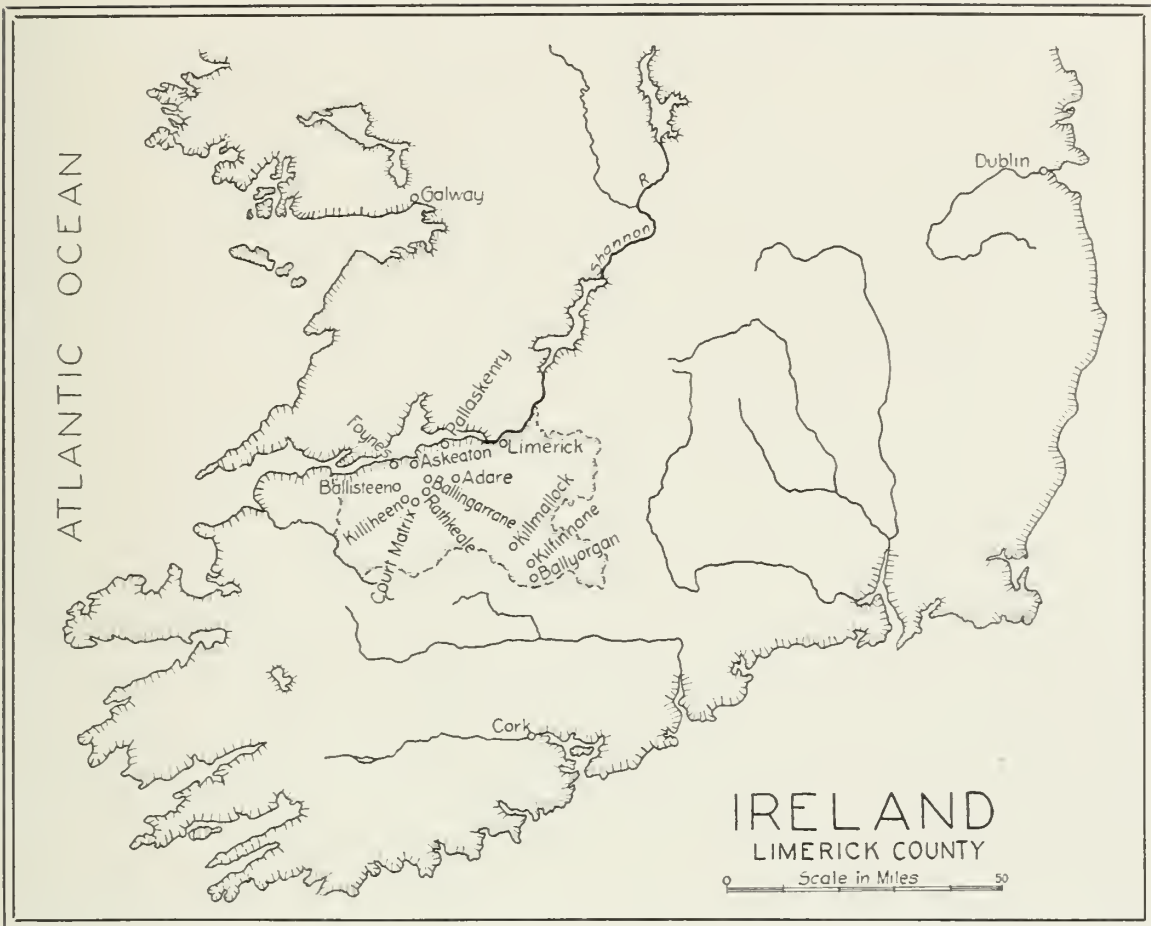 ATLANTIC OCEAN
Galway
Dublin
R.
Shannon
Pallaskenry
Foynes
Limerick
Askeaton
Adare
Ballisteen
Ballingarrane
Killiheen
Court Matrix
Rathkeale
Killmallock
Kilfinnane
Ballyorgan
Cork
IRELAND
LIMERICK COUNTY
Scale in Miles
0 50